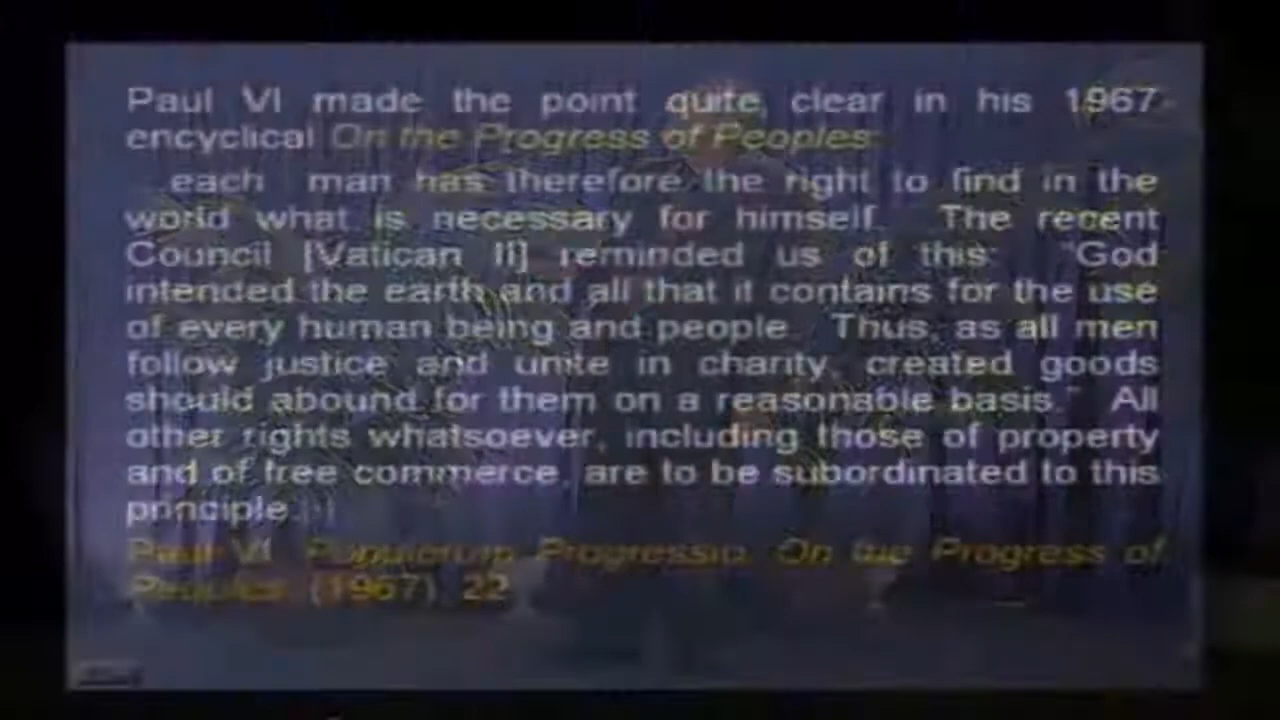 Paul VI made the point quite clear in his 1967
encyclical On the Progress of Peoples:
each man has therefore the right to find in the
world what is necessary for himself. The recent
Council [Vatican II] reminded us of this: "God
intended the earth and all that it contains for the use
of every human being and people. Thus, as all men
follow justice and unite in charity, created goods
should abound for them on a reasonable basis." All
other rights whatsoever, including those of property
and of free commerce, are to be subordinated to this
principle.
Paul VI, Populorum Progressio, On the Progress of
Peoples, (1967), 22